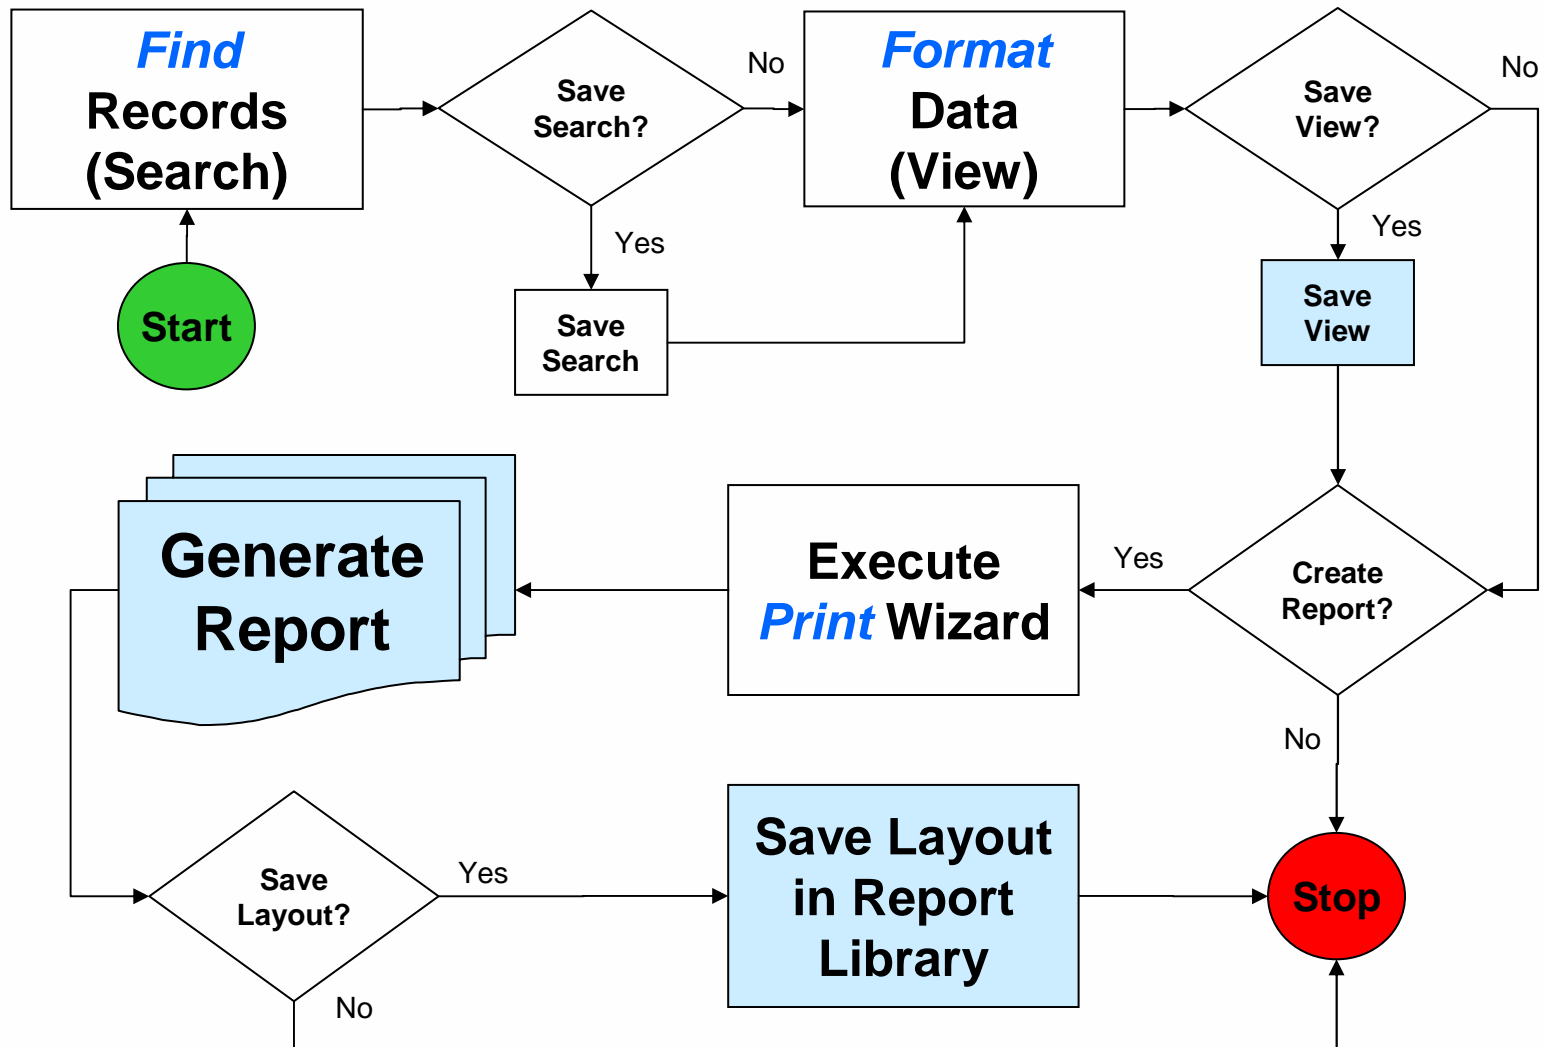 Find
Records
(Search)
Save
Search?
No
Format
Data
(View)
Save
View?
No
Yes
Yes
Start
Save
Search
Save
View
Generate
Report
Execute
Print Wizard
Yes
Create
Report?
No
Save
Layout?
Yes
Save Layout
in Report
Library
Stop
No